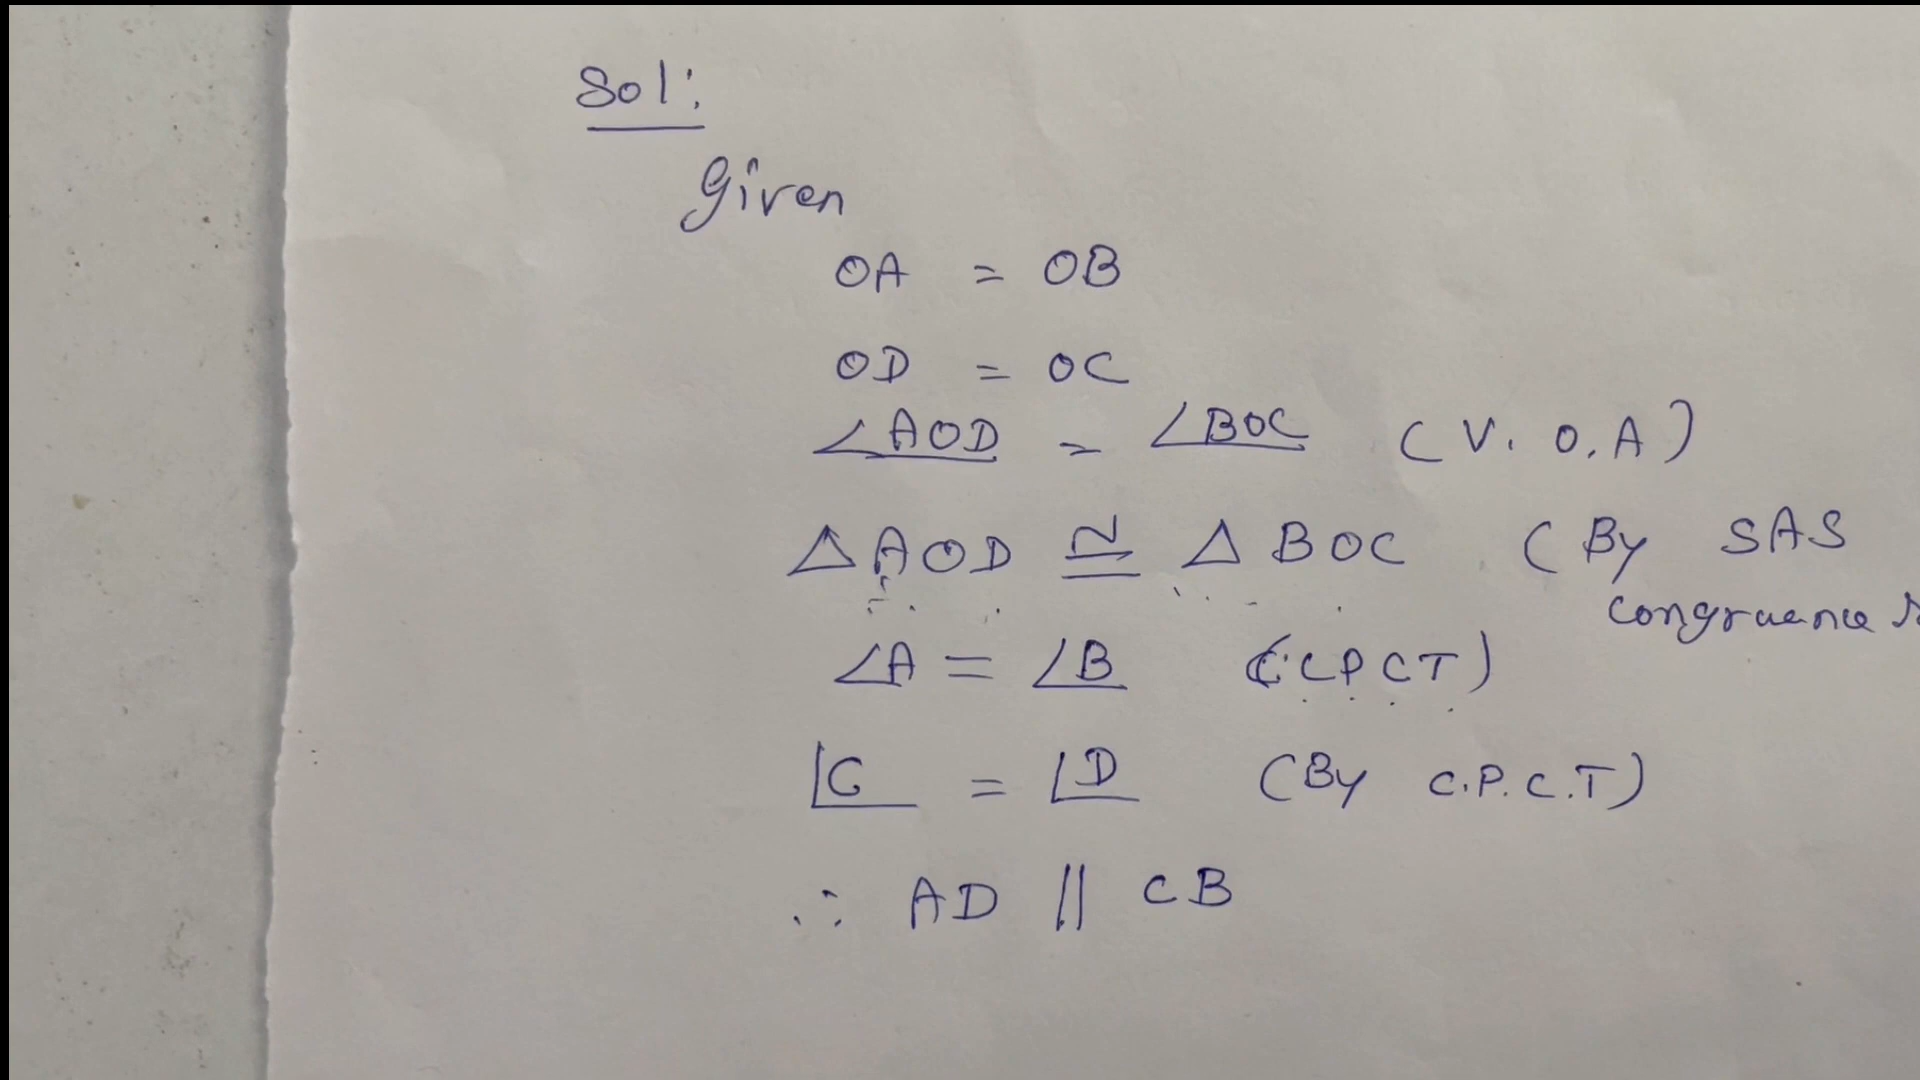 Sol:
Given
OA = OB
OD = OC
∠AOD = ∠BOC (V.O.A)
△AOD ≅ △BOC (By SAS
congruence
∠A = ∠B (CPCT)
∠C = ∠D (By C.P.C.T)
∴ AD || CB